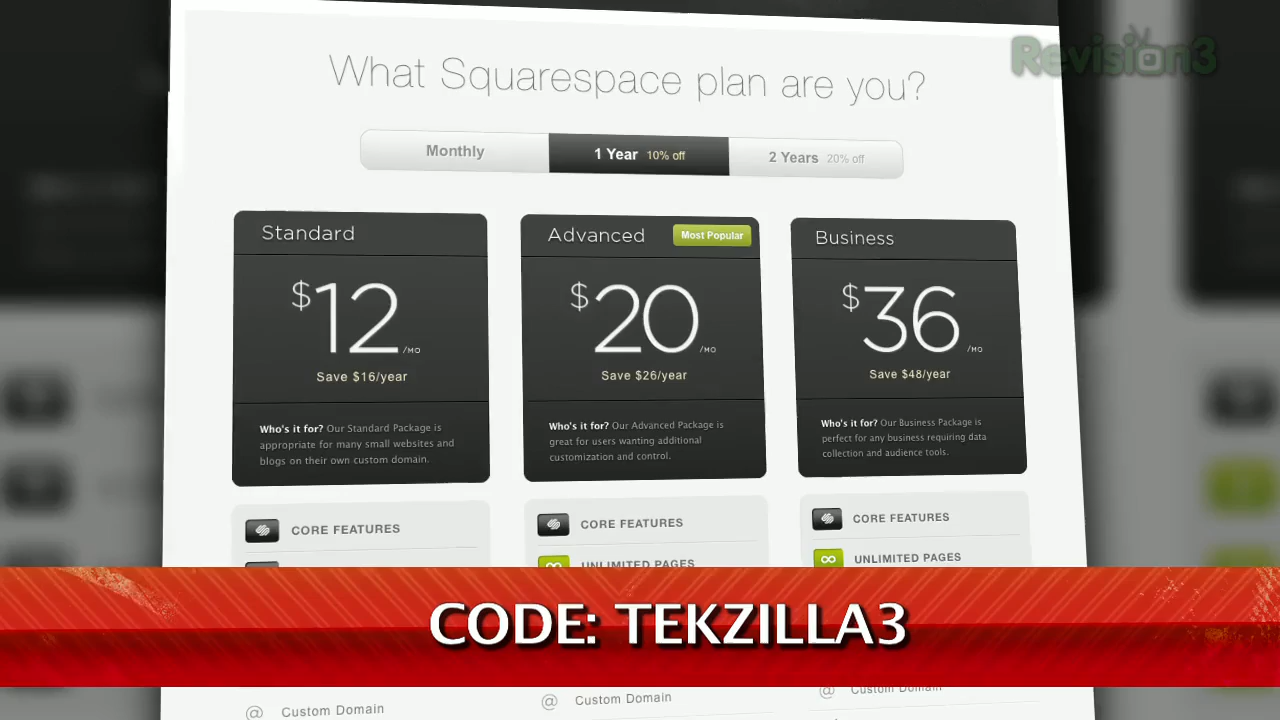 Revision3
What Squarespace plan are you?
Monthly
1 Year 10% off
2 Years 20% off
Standard
$12/MO
Save $16/year
Who's it for? Our Standard Package is
appropriate for many small websites and
blogs on their own custom domain.
CORE FEATURES
Advanced
Most Popular
$20/MO
Save $26/year
Who's it for? Our Advanced Package is
great for users wanting additional
customization and control.
CORE FEATURES
UNLIMITED PAGES
Business
$36/MO
Save $48/year
Who's it for? Our Business Package is
perfect for any business requiring data
collection and audience tools.
CORE FEATURES
UNLIMITED PAGES
CODE: TEKZILLA3
@ Custom Domain
@ Custom Domain
@ Custom Domain